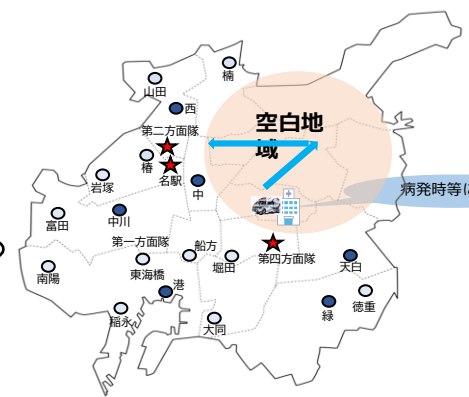 楠
山田
西
空白地
域
第二方面隊
椿
名駅
岩塚
中
病発時等に
富田
中川
第一方面隊
船方
堀田
第四方面隊
天白
南陽
東海橋
港
稲永
大同
緑
徳重